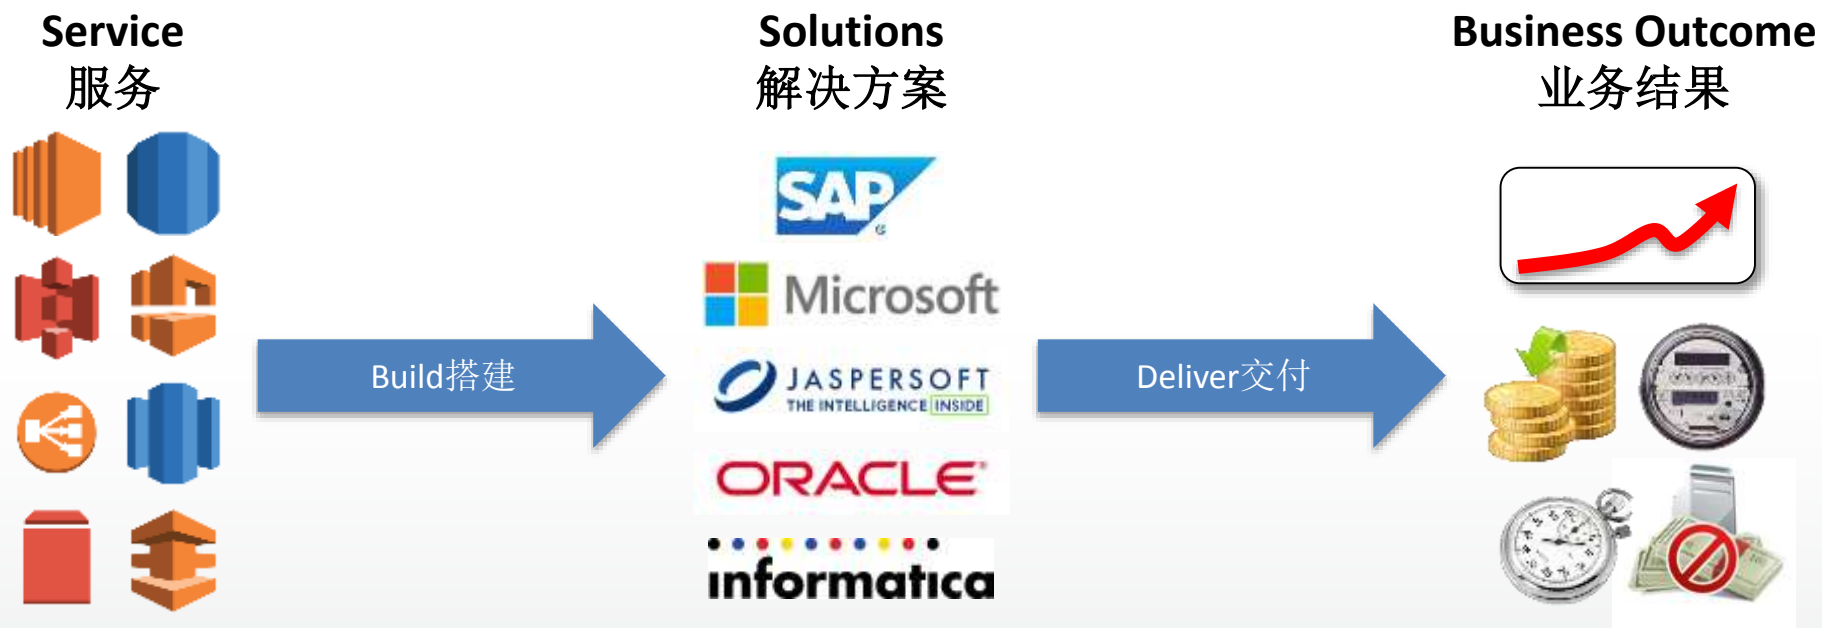 Service
服务
Solutions
解决方案
Business Outcome
业务结果
SAP
Microsoft
Build搭建
JASPERSOFT
THE INTELLIGENCE INSIDE
Deliver交付
ORACLE
informatica